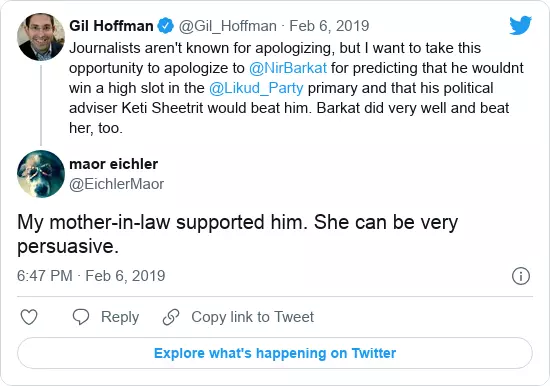 Gil Hoffman @Gil_Hoffman · Feb 6, 2019
Journalists aren't known for apologizing, but I want to take this
opportunity to apologize to @NirBarkat for predicting that he wouldnt
win a high slot in the @Likud_Party primary and that his political
adviser Keti Sheetrit would beat him. Barkat did very well and beat
her, too.
maor eichler
@EichlerMaor
My mother-in-law supported him. She can be very
persuasive.
6:47 PM · Feb 6, 2019
Reply Copy link to Tweet
Explore what's happening on Twitter